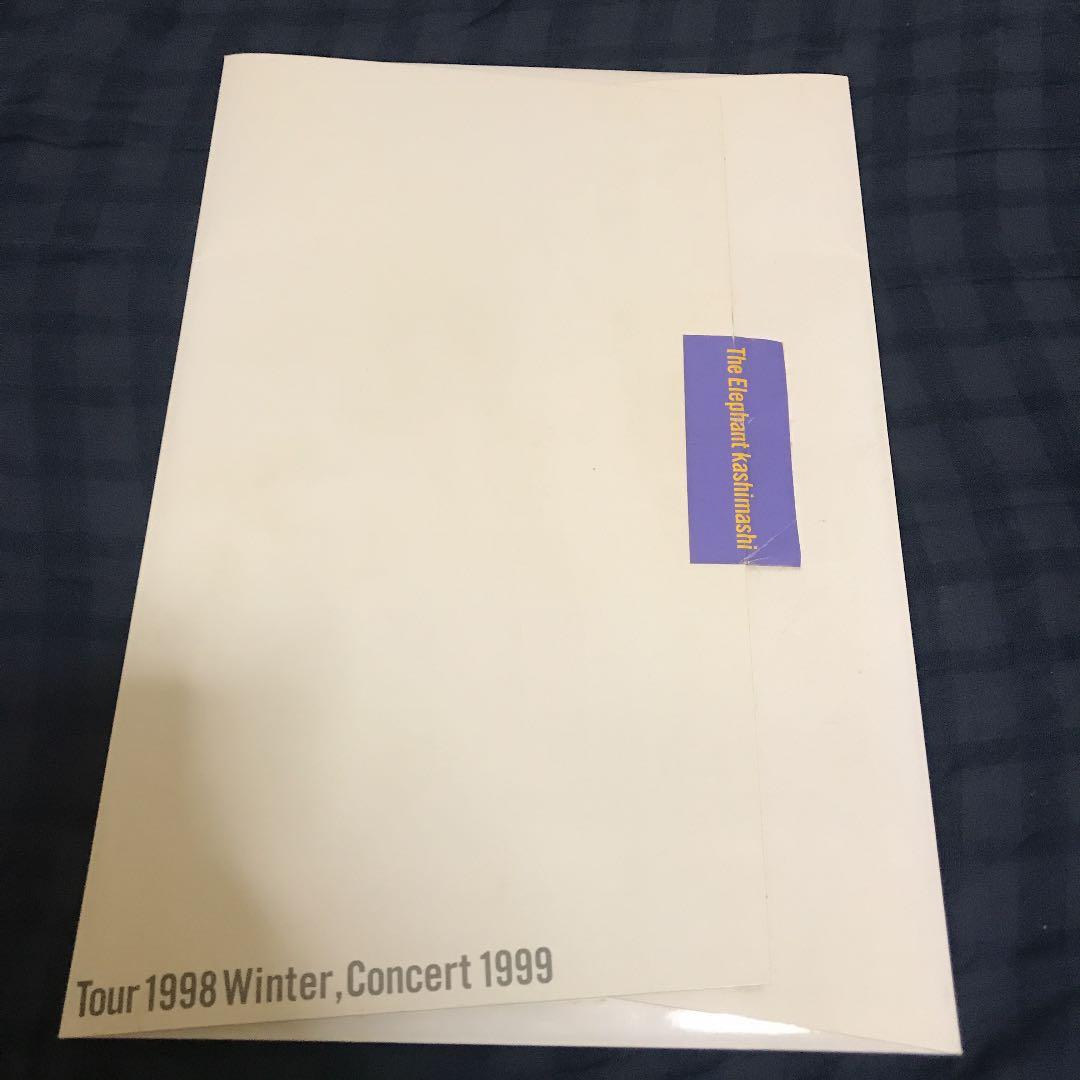 The Elephant kashimashi
Tour 1998 Winter, Concert 1999